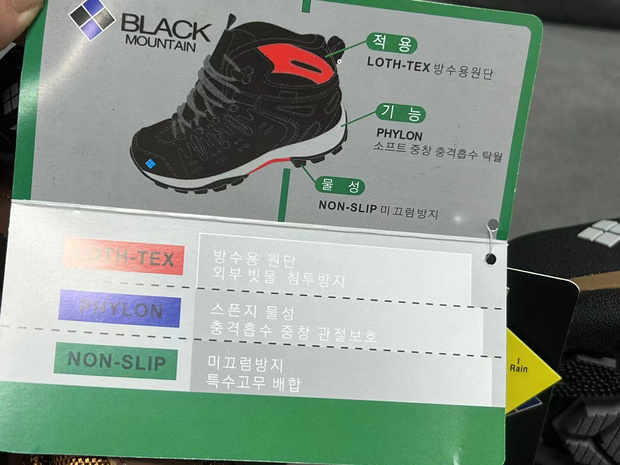 BLACK
MOUNTAIN
적용
LOTH-TEX 방수용원단
기능
PHYLON
소프트 중창 충격흡수 탁월
물성
NON-SLIP 미끄럼방지
LOTH-TEX
방수용 원단
외부 빗물 침투방지
PHYLON
스폰지 물성
충격흡수 중창 관절보호
NON-SLIP
미끄럼방지
특수고무 배합
I
Rain